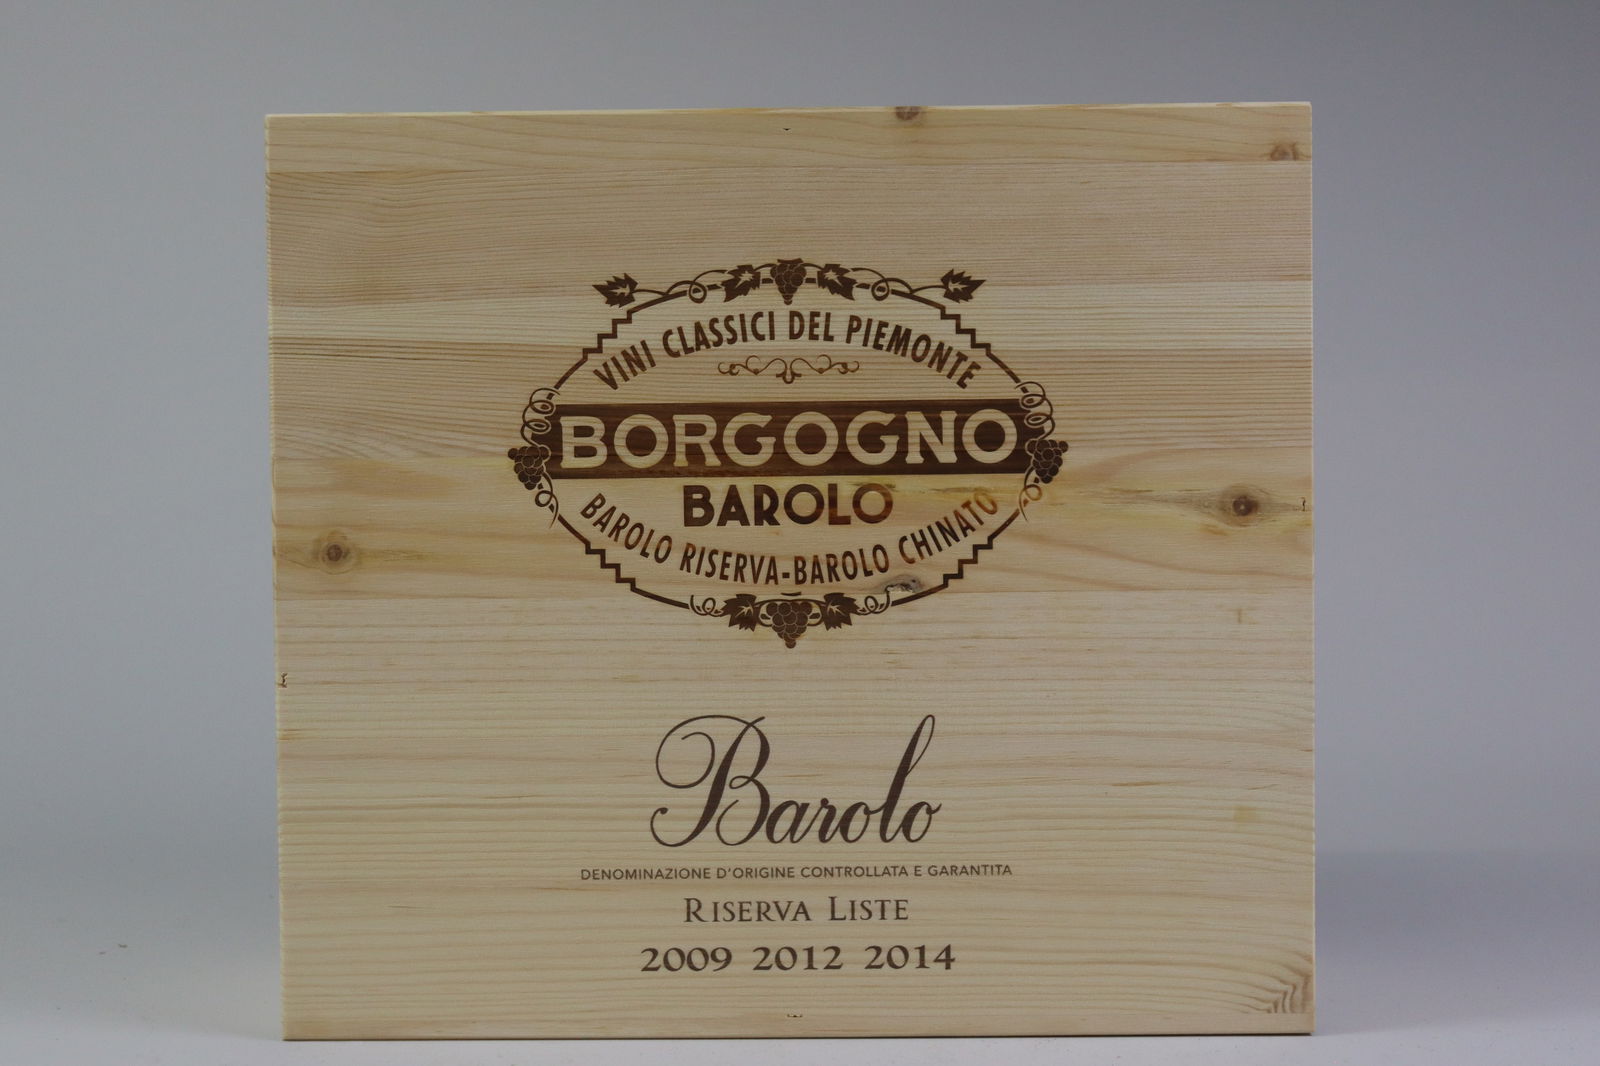 VINI CLASSICI DEL PIEMONTE
BORGOGNO
BAROLO
BAROLO RISERVA-BAROLO CHINATO
Barolo
DENOMINAZIONE D'ORIGINE CONTROLLATA E GARANTITA
RISERVA LISTE
2009 2012 2014